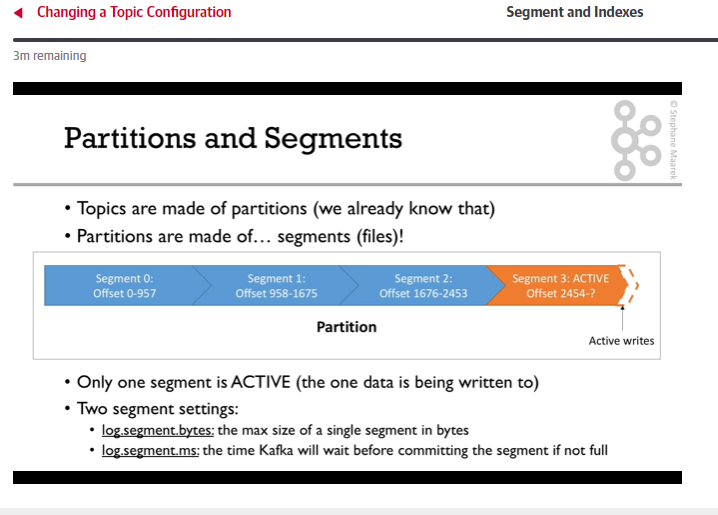 Changing a Topic Configuration
Segment and Indexes
3m remaining
Partitions and Segments
© Stephane Maarek
• Topics are made of partitions (we already know that)
• Partitions are made of… segments (files)!
Segment 0:
Offset 0-957
Segment 1:
Offset 958-1675
Segment 2:
Offset 1676-2453
Segment 3: ACTIVE
Offset 2454-?
Partition
Active writes
• Only one segment is ACTIVE (the one data is being written to)
• Two segment settings:
• log.segment.bytes: the max size of a single segment in bytes
• log.segment.ms: the time Kafka will wait before committing the segment if not full